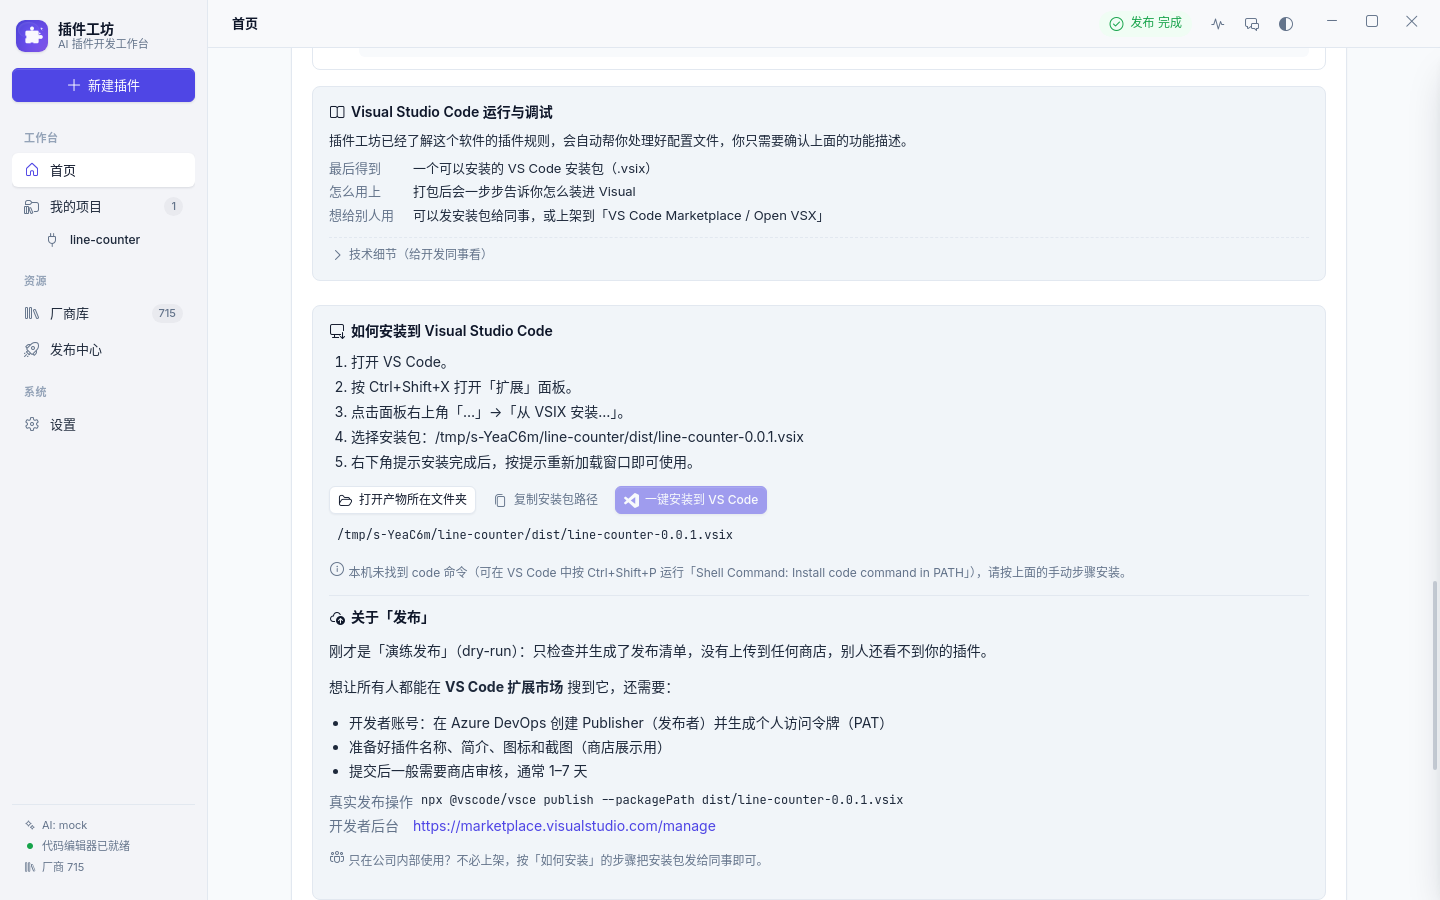 插件工坊
AI 插件开发工作台
新建插件
工作台
首页
我的项目 1
line-counter
资源
厂商库 715
发布中心
系统
设置
AI: mock
代码编辑器已就绪
厂商 715
首页
发布 完成
Visual Studio Code 运行与调试
插件工坊已经了解这个软件的插件规则，会自动帮你处理好配置文件，你只需要确认上面的功能描述。
最后得到 一个可以安装的 VS Code 安装包（.vsix）
怎么用上 打包后会一步步告诉你怎么装进 Visual
想给别人用 可以发安装包给同事，或上架到「VS Code Marketplace / Open VSX」
技术细节（给开发同事看）
如何安装到 Visual Studio Code
1. 打开 VS Code。
2. 按 Ctrl+Shift+X 打开「扩展」面板。
3. 点击面板右上角「…」→「从 VSIX 安装…」。
4. 选择安装包：/tmp/s-YeaC6m/line-counter/dist/line-counter-0.0.1.vsix
5. 右下角提示安装完成后，按提示重新加载窗口即可使用。
打开产物所在文件夹 复制安装包路径 一键安装到 VS Code
/tmp/s-YeaC6m/line-counter/dist/line-counter-0.0.1.vsix
本机未找到 code 命令（可在 VS Code 中按 Ctrl+Shift+P 运行「Shell Command: Install code command in PATH」），请按上面的手动步骤安装。
关于「发布」
刚才是「演练发布」（dry-run）：只检查并生成了发布清单，没有上传到任何商店，别人还看不到你的插件。
想让所有人都能在 VS Code 扩展市场 搜到它，还需要：
• 开发者账号：在 Azure DevOps 创建 Publisher（发布者）并生成个人访问令牌（PAT）
• 准备好插件名称、简介、图标和截图（商店展示用）
• 提交后一般需要商店审核，通常 1–7 天
真实发布操作 npx @vscode/vsce publish --packagePath dist/line-counter-0.0.1.vsix
开发者后台 https://marketplace.visualstudio.com/manage
只在公司内部使用？不必上架，按「如何安装」的步骤把安装包发给同事即可。